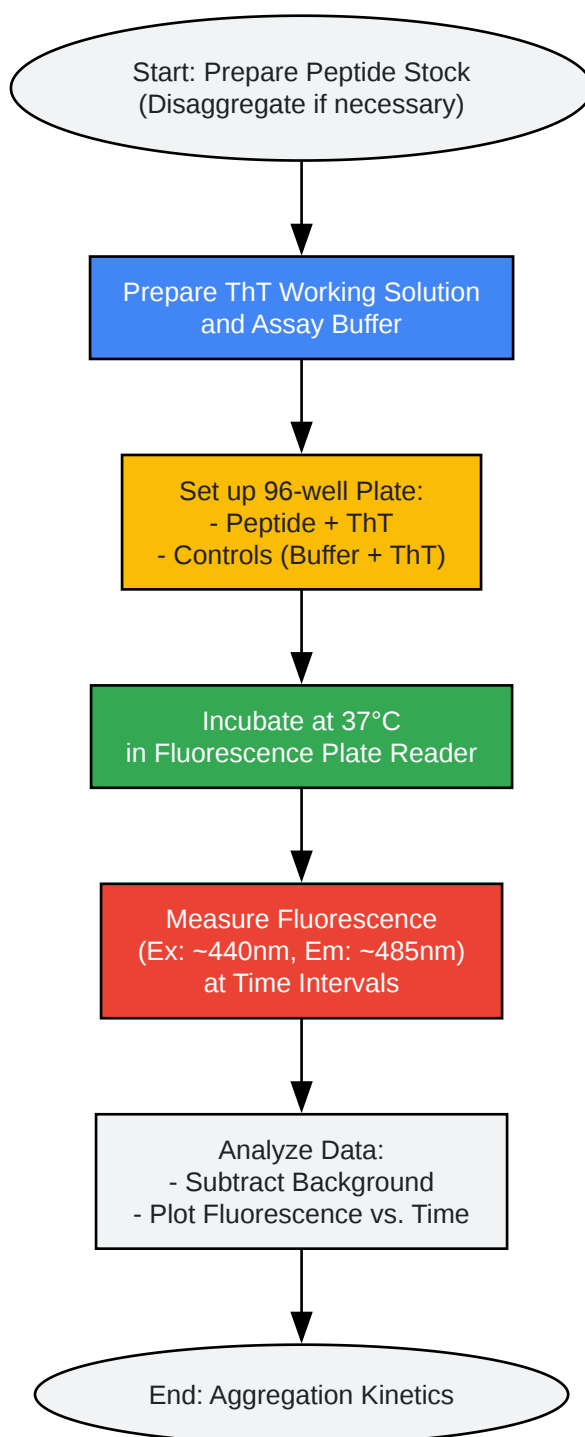 Start: Prepare Peptide Stock
(Disaggregate if necessary)
Prepare ThT Working Solution
and Assay Buffer
Set up 96-well Plate:
- Peptide + ThT
- Controls (Buffer + ThT)
Incubate at 37°C
in Fluorescence Plate Reader
Measure Fluorescence
(Ex: ~440nm, Em: ~485nm)
at Time Intervals
Analyze Data:
- Subtract Background
- Plot Fluorescence vs. Time
End: Aggregation Kinetics